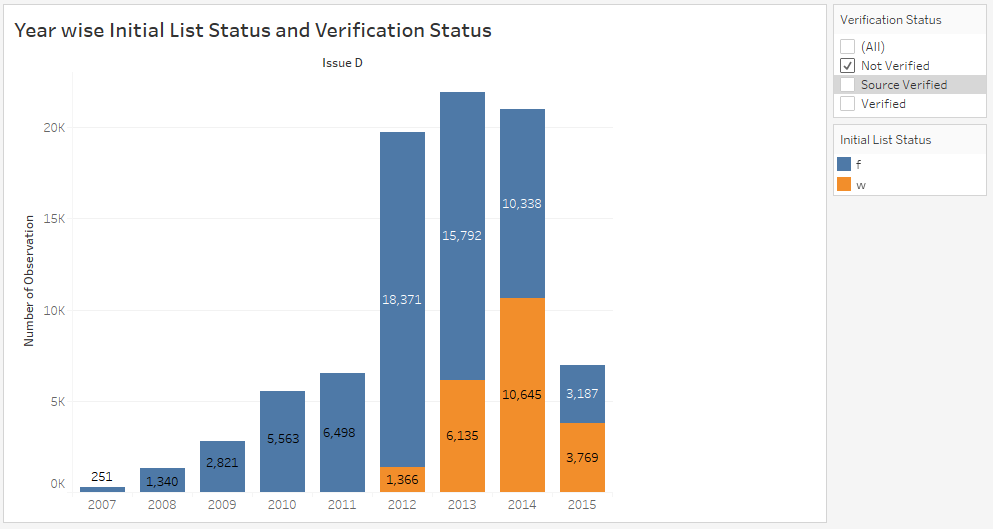 Year wise Initial List Status and Verification Status
Issue D
Number of Observation
20K
15K
10K
5K
0K
251
1,340
2,821
5,563
6,498
18,371
1,366
15,792
6,135
10,338
10,645
3,187
3,769
2007 2008 2009 2010 2011 2012 2013 2014 2015
Verification Status
(All)
Not Verified
Source Verified
Verified
Initial List Status
f
w